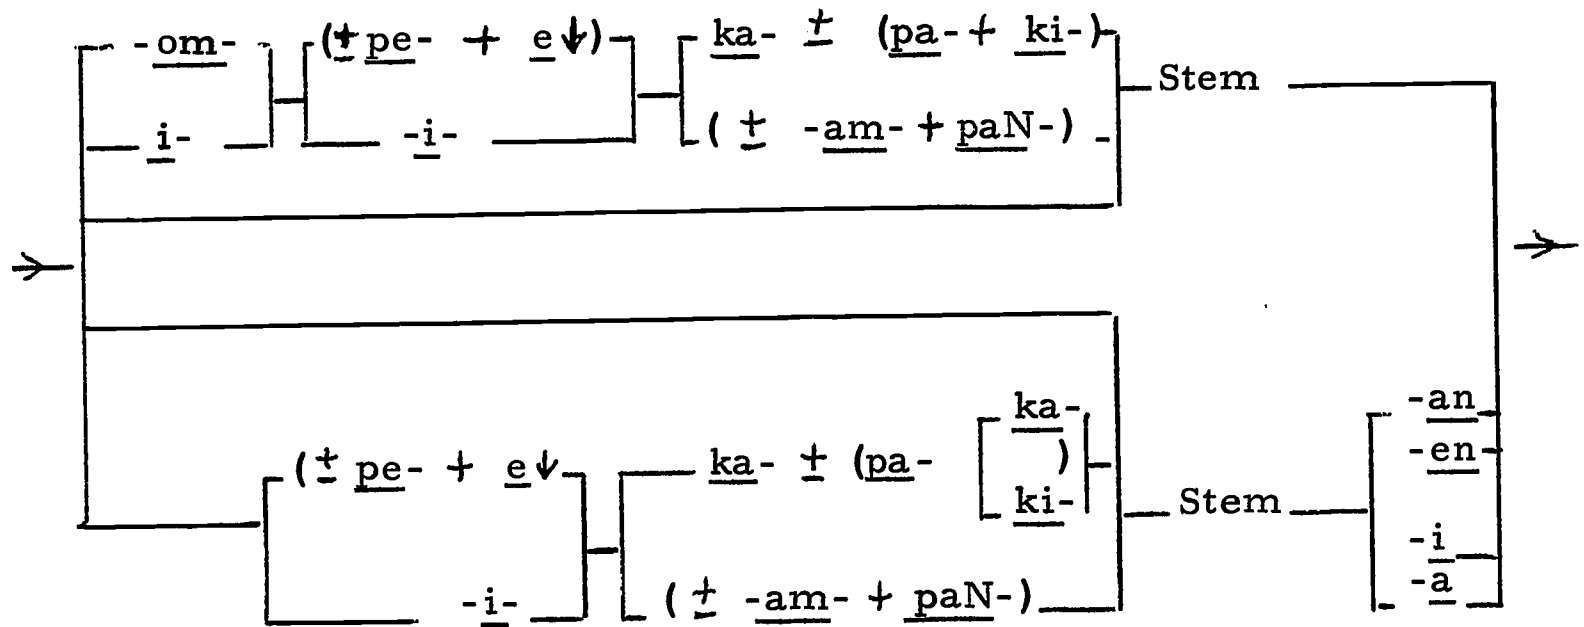 -om- (± pe- + e↓) ka- ± (pa- + ki-)
Stem
i- -i- ( ± -am- + paN-)
ka-
-an
(± pe- + e↓ ka- ± (pa- )
-en
ki-
Stem
-i
-i- ( ± -am- + paN-)
-a